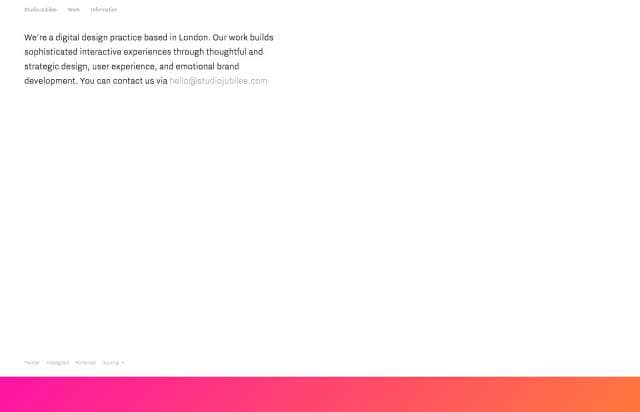 Studio Jubilee Work Information
We're a digital design practice based in London. Our work builds
sophisticated interactive experiences through thoughtful and
strategic design, user experience, and emotional brand
development. You can contact us via hello@studiojubilee.com
Twitter Instagram Pinterest Journal